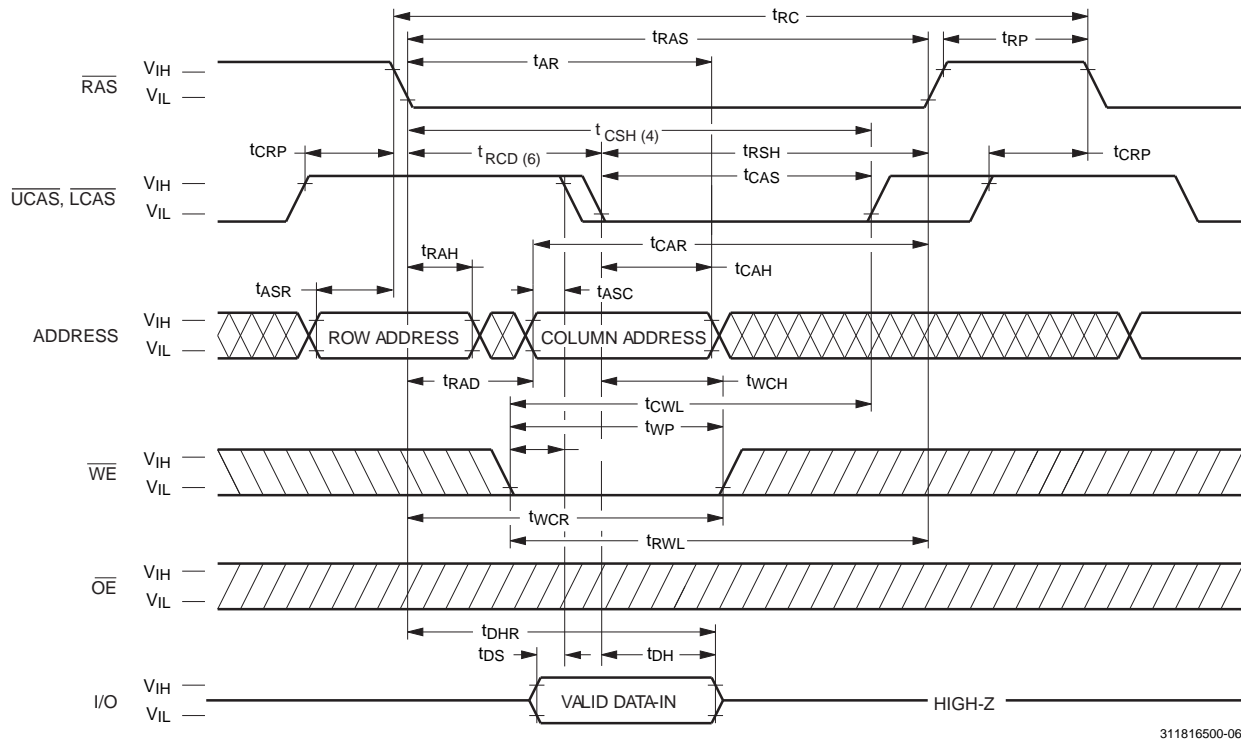 tRC
tRAS
tRP
tAR
RAS
VIH
VIL
t CSH (4)
tCRP
t RCD (6)
tRSH
tCRP
tCAS
UCAS, LCAS
VIH
VIL
tCAR
tRAH
tCAH
tASR
tASC
ADDRESS
VIH
VIL
ROW ADDRESS
COLUMN ADDRESS
tRAD
tWCH
tCWL
tWP
WE
VIH
VIL
tWCR
tRWL
OE
VIH
VIL
tDHR
tDS
tDH
I/O
VIH
VIL
VALID DATA-IN
HIGH-Z
311816500-06